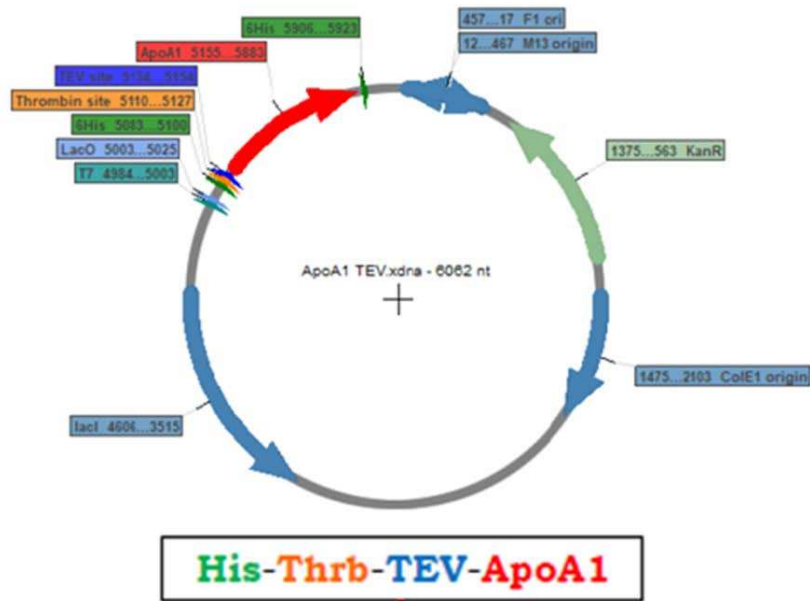 6His 5906...5923
457...17 F1 ori
12...467 M13 origin
ApoA1 5155...5883
TEV site 5134...5154
Thrombin site 5110...5127
6His 5083...5100
LacO 5003...5025
T7 4984...5003
1375...563 KanR
ApoA1 TEV.xdna - 6062 nt
1475...2103 ColE1 origin
lacI 4606...3515
His-Thrb-TEV-ApoA1